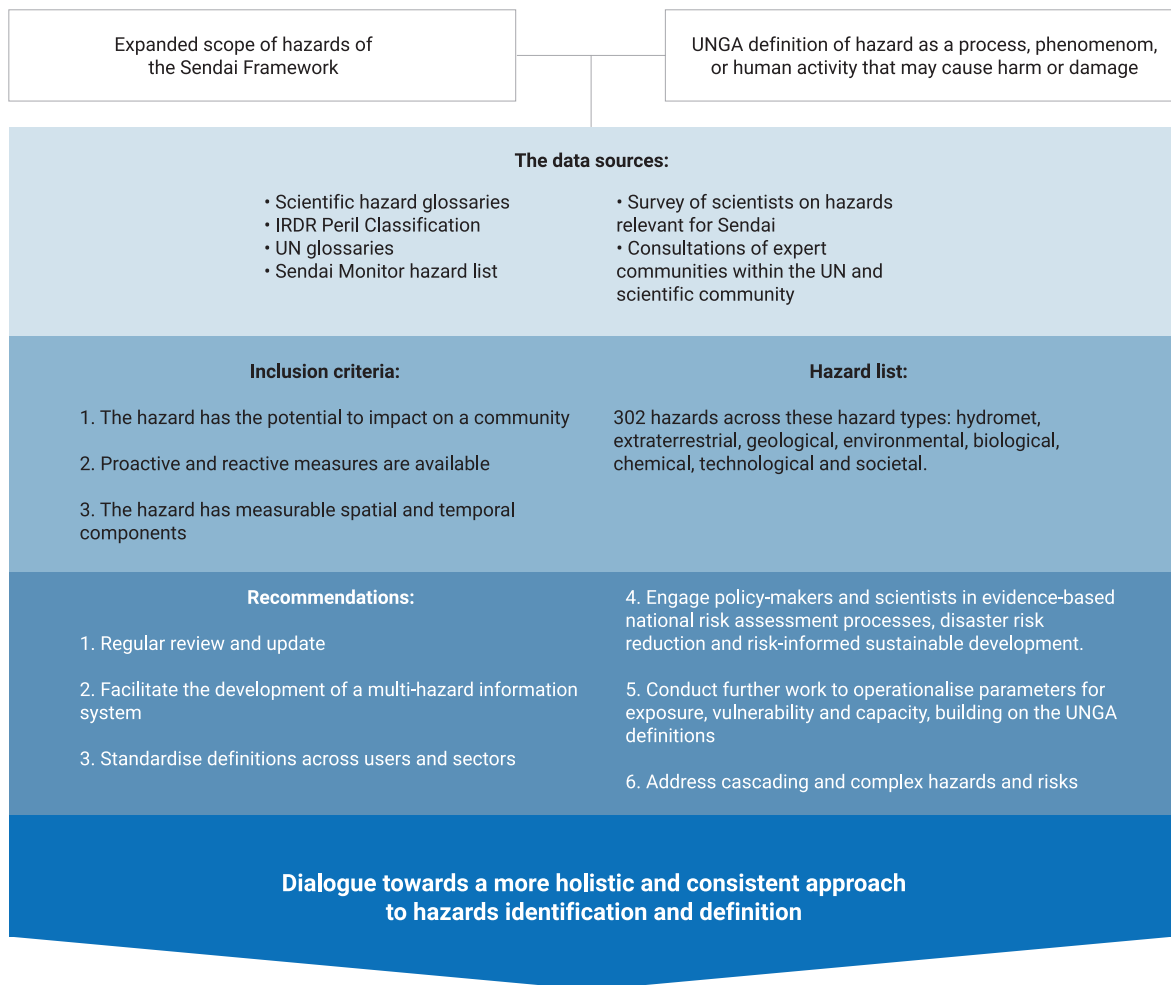 Expanded scope of hazards of
the Sendai Framework
UNGA definition of hazard as a process, phenomenom,
or human activity that may cause harm or damage
The data sources:
• Scientific hazard glossaries
• IRDR Peril Classification
• UN glossaries
• Sendai Monitor hazard list
• Survey of scientists on hazards
relevant for Sendai
• Consultations of expert
communities within the UN and
scientific community
Inclusion criteria:
1. The hazard has the potential to impact on a community
2. Proactive and reactive measures are available
3. The hazard has measurable spatial and temporal
components
Hazard list:
302 hazards across these hazard types: hydromet,
extraterrestrial, geological, environmental, biological,
chemical, technological and societal.
Recommendations:
1. Regular review and update
2. Facilitate the development of a multi-hazard information
system
3. Standardise definitions across users and sectors
4. Engage policy-makers and scientists in evidence-based
national risk assessment processes, disaster risk
reduction and risk-informed sustainable development.
5. Conduct further work to operationalise parameters for
exposure, vulnerability and capacity, building on the UNGA
definitions
6. Address cascading and complex hazards and risks
Dialogue towards a more holistic and consistent approach
to hazards identification and definition